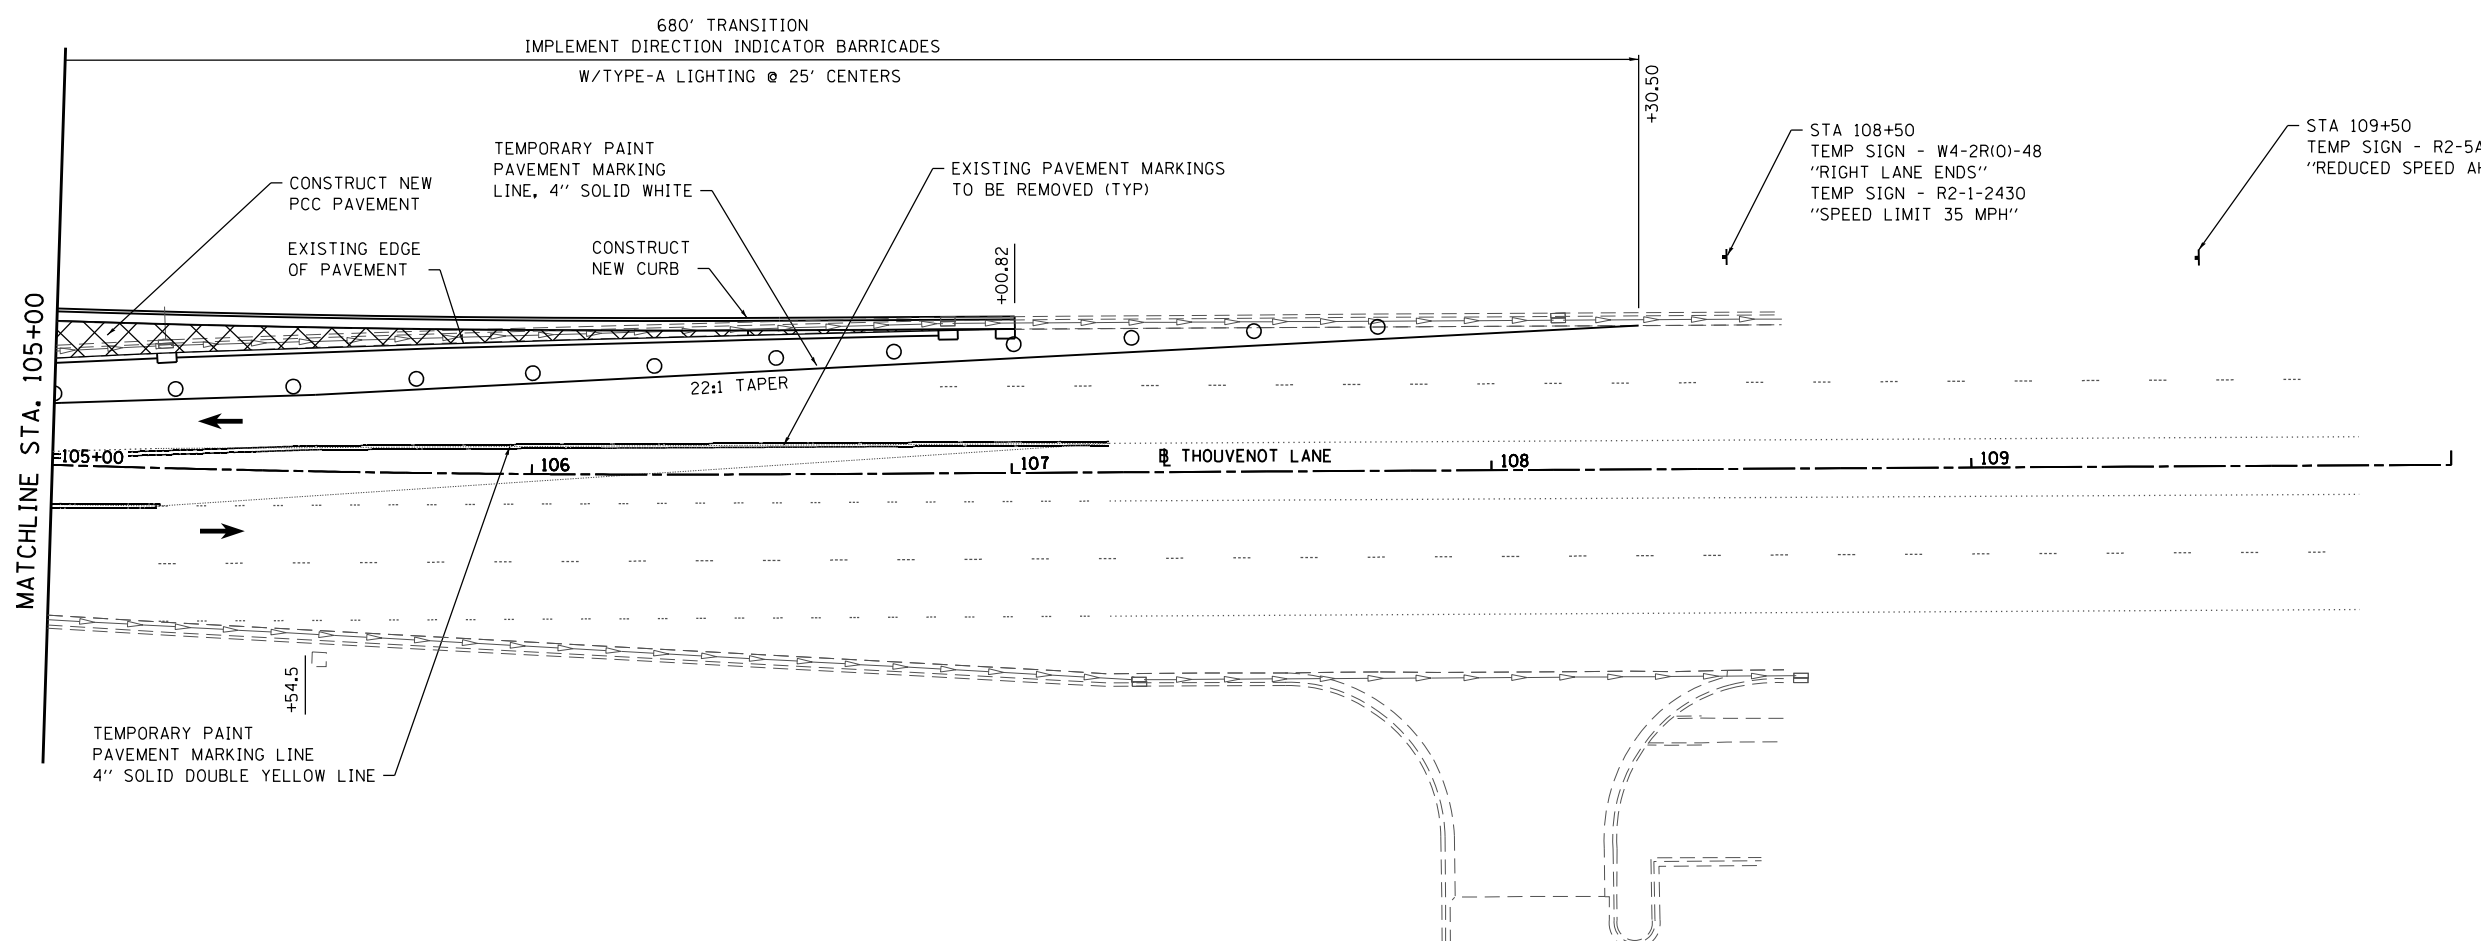 680' TRANSITION
IMPLEMENT DIRECTION INDICATOR BARRICADES
W/TYPE-A LIGHTING @ 25' CENTERS
+30.50
STA 108+50
TEMP SIGN - W4-2R(O)-48
"RIGHT LANE ENDS"
TEMP SIGN - R2-1-2430
"SPEED LIMIT 35 MPH"
STA 109+50
TEMP SIGN - R2-5A
"REDUCED SPEED
TEMPORARY PAINT
PAVEMENT MARKING
LINE, 4" SOLID WHITE
EXISTING PAVEMENT MARKINGS
TO BE REMOVED (TYP)
CONSTRUCT NEW
PCC PAVEMENT
EXISTING EDGE
OF PAVEMENT
CONSTRUCT
NEW CURB
+00.82
22:1 TAPER
MATCHLINE STA. 105+00
105+00
106
107
THOUVENOT LANE
108
109
+54.5
TEMPORARY PAINT
PAVEMENT MARKING LINE
4" SOLID DOUBLE YELLOW LINE